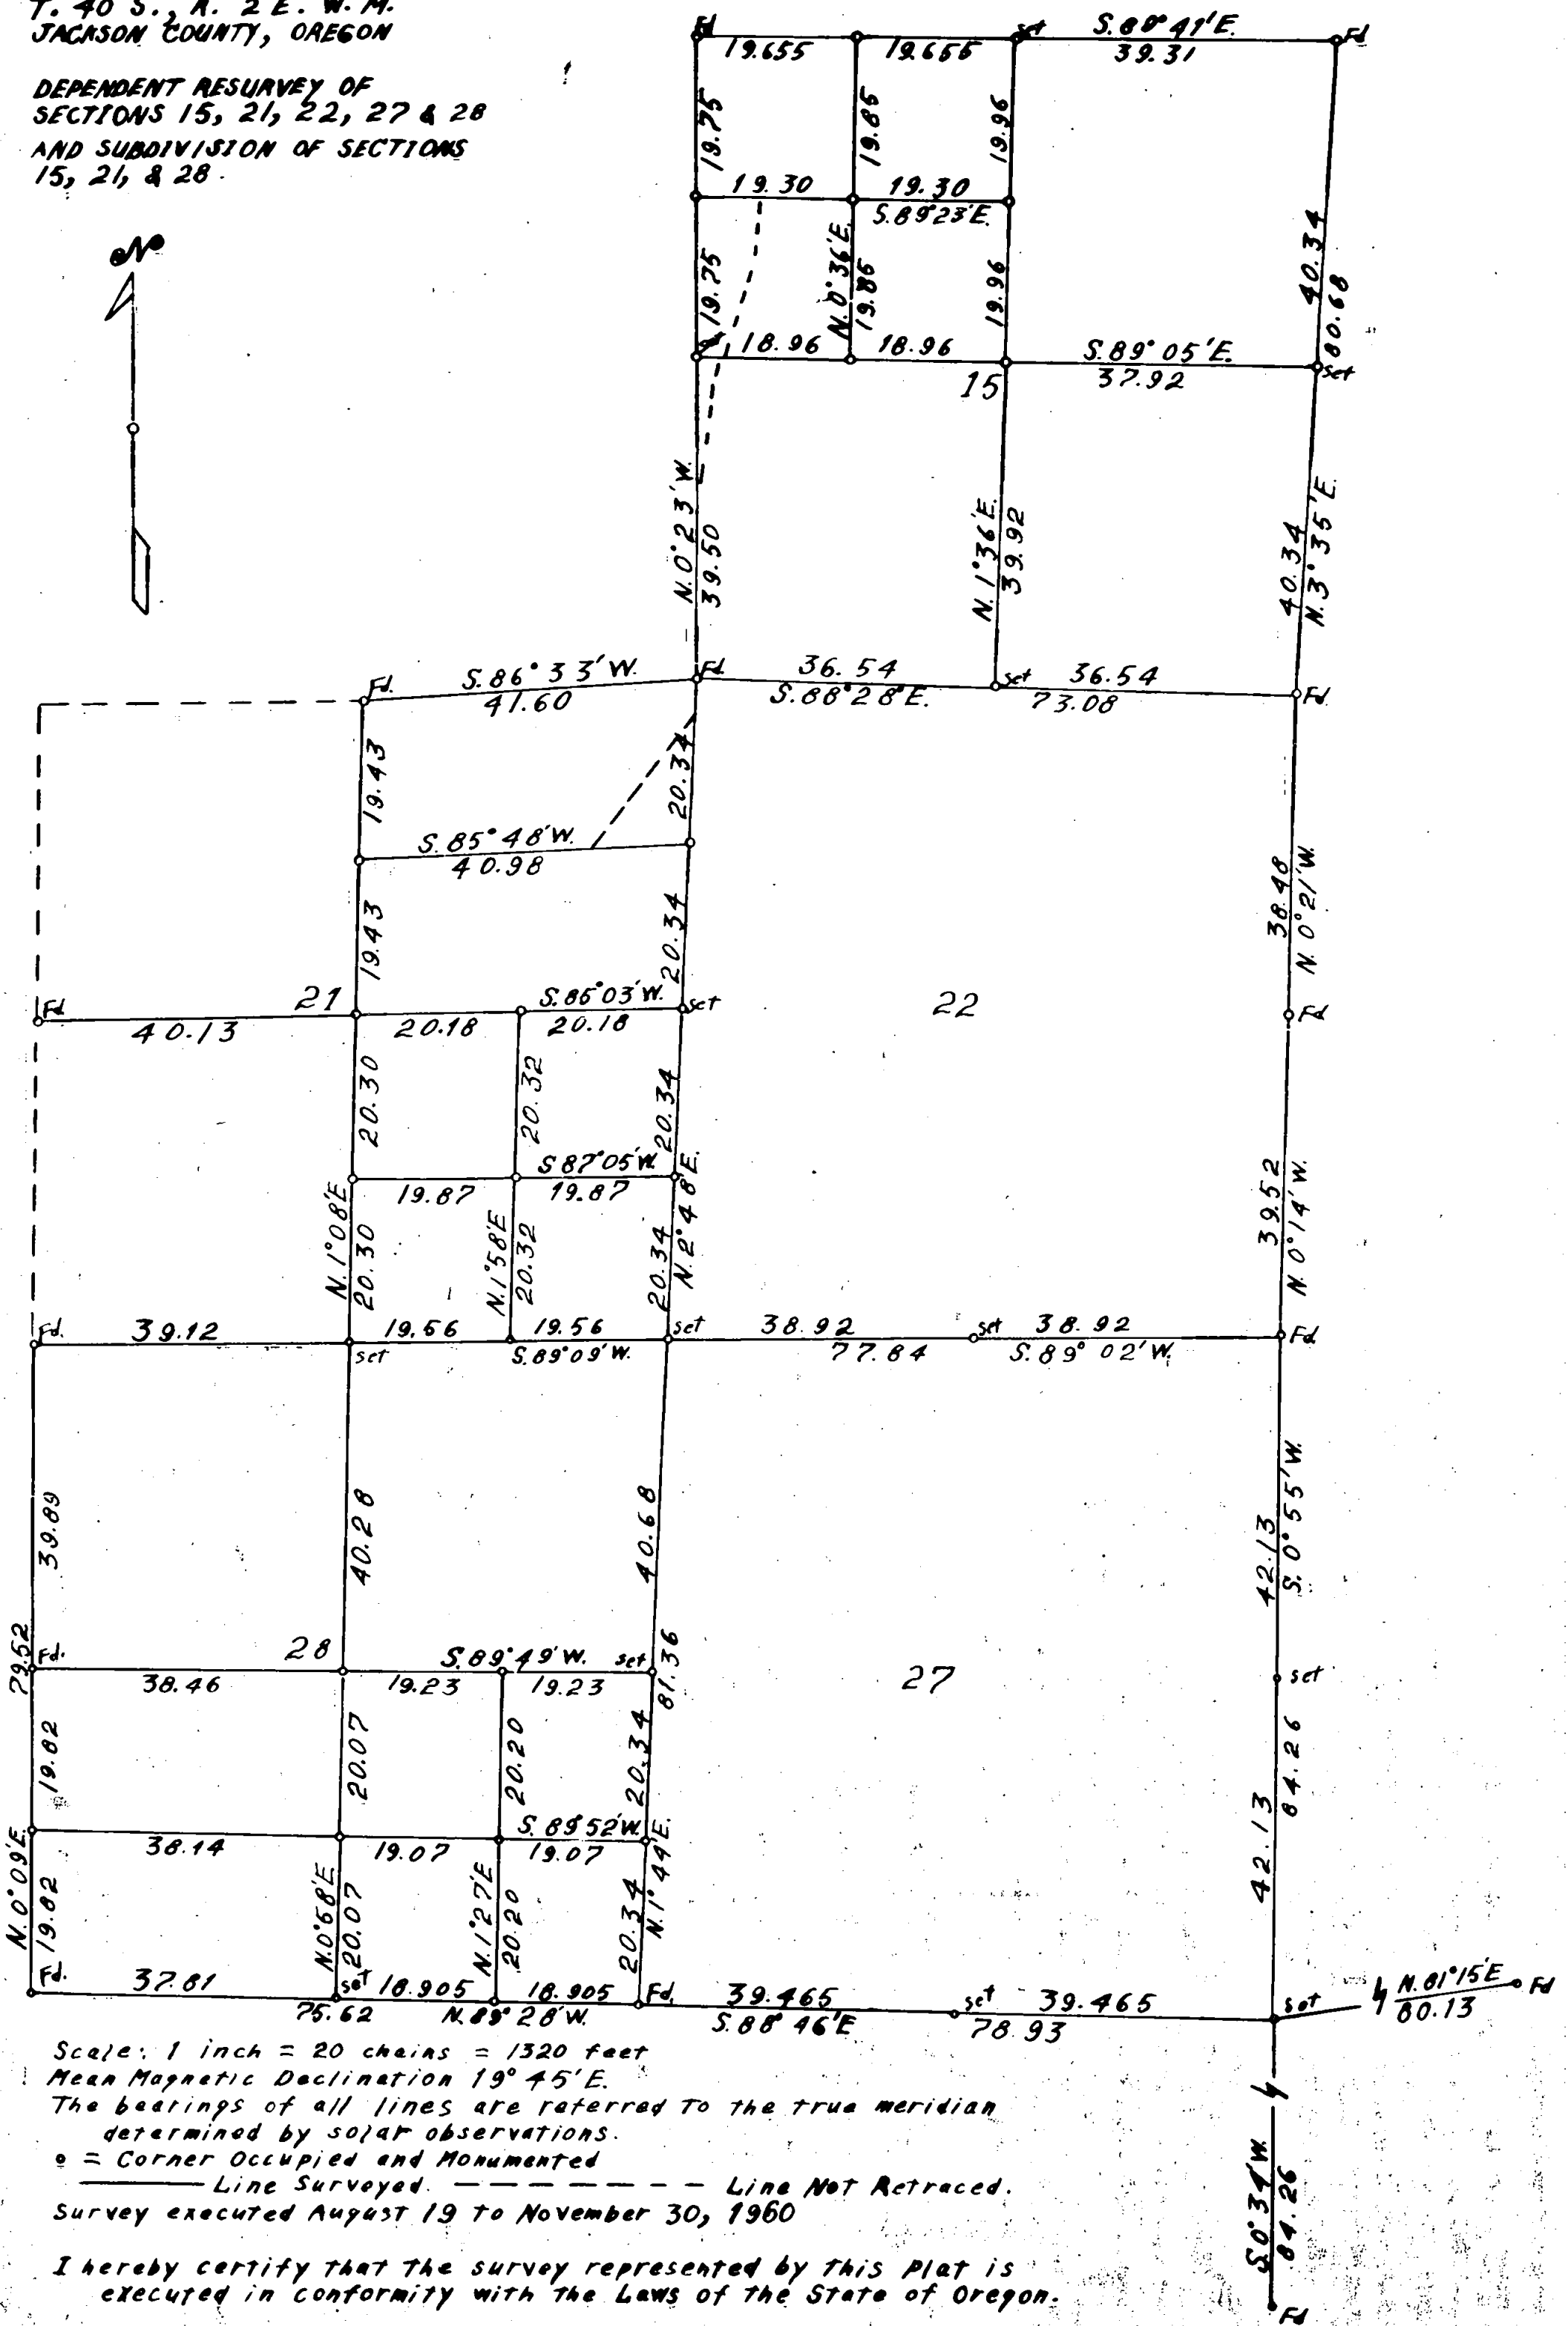 T. 40 S., R. 2 E. W. M.
JACKSON COUNTY, OREGON
DEPENDENT RESURVEY OF
SECTIONS 15, 21, 22, 27 & 28
AND SUBDIVISION OF SECTIONS
15, 21, & 28.
N
Fd
19.655
19.655
set
S. 89° 41' E.
39.31
Fd
19.75
19.85
19.96
19.30
19.30
S. 89° 23' E.
40.34
80.68
19.75
N. 0° 36' E.
19.85
19.96
18.96
18.96
15
S. 89° 05' E.
37.92
set
N. 0° 23' W.
39.50
N. 1° 36' E.
39.92
40.34
N. 3° 35' E.
Fd.
S. 86° 33' W.
41.60
Fd.
36.54
S. 88° 28' E.
set
36.54
73.08
Fd.
19.43
20.34
S. 85° 48' W.
40.98
38.48
N. 0° 21' W.
19.43
20.34
Fd
40.13
21
20.18
S. 85° 03' W.
20.18
set
22
Fd
20.30
20.32
20.34
19.87
S 87° 05' W.
19.87
39.52
N. 0° 14' W.
N. 1° 08' E
20.30
N. 1° 58' E
20.32
20.34
N. 2° 48' E.
Fd.
39.12
set
19.56
19.56
S. 89° 09' W.
set
38.92
77.84
set
38.92
S. 89° 02' W.
Fd
39.89
40.28
40.68
42.13
S. 0° 55' W.
79.52
Fd.
38.46
28
S. 89° 49' W.
19.23
19.23
set
81.36
27
set
19.82
20.07
20.20
20.34
84.26
38.14
19.07
S. 89° 52' W.
19.07
N. 0° 09' E.
19.82
N. 0° 58' E
20.07
N. 1° 27' E
20.20
20.34
N. 1° 44' E.
42.13
Fd.
37.81
set
75.62
18.905
18.905
N. 89° 28' W.
Fd.
39.465
S. 88° 46' E
set
39.465
78.93
set
N. 81° 15' E
80.13
Fd
Scale: 1 inch = 20 chains = 1320 feet
Mean Magnetic Declination 19° 45' E.
The bearings of all lines are referred to the true meridian
determined by solar observations.
o = Corner Occupied and Monumented
——— Line Surveyed. — — — — — — Line Not Retraced.
Survey executed August 19 to November 30, 1960
S. 0° 34' W.
84.26
Fd
I hereby certify that the survey represented by this Plat is
executed in conformity with the Laws of the State of Oregon.